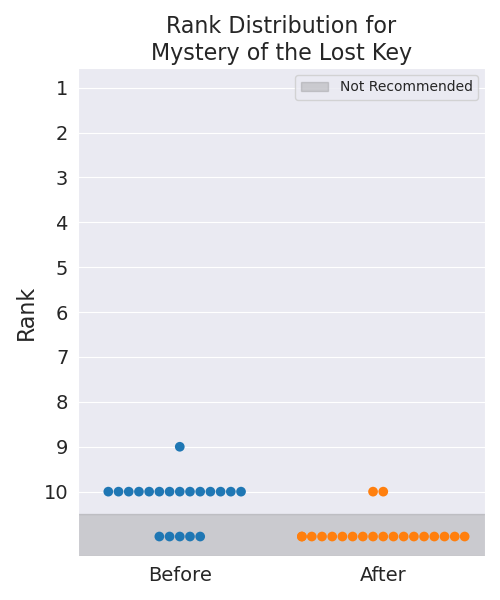 Rank Distribution for
Mystery of the Lost Key
Not Recommended
1
2
3
4
5
6
7
8
9
10
Rank
Before After